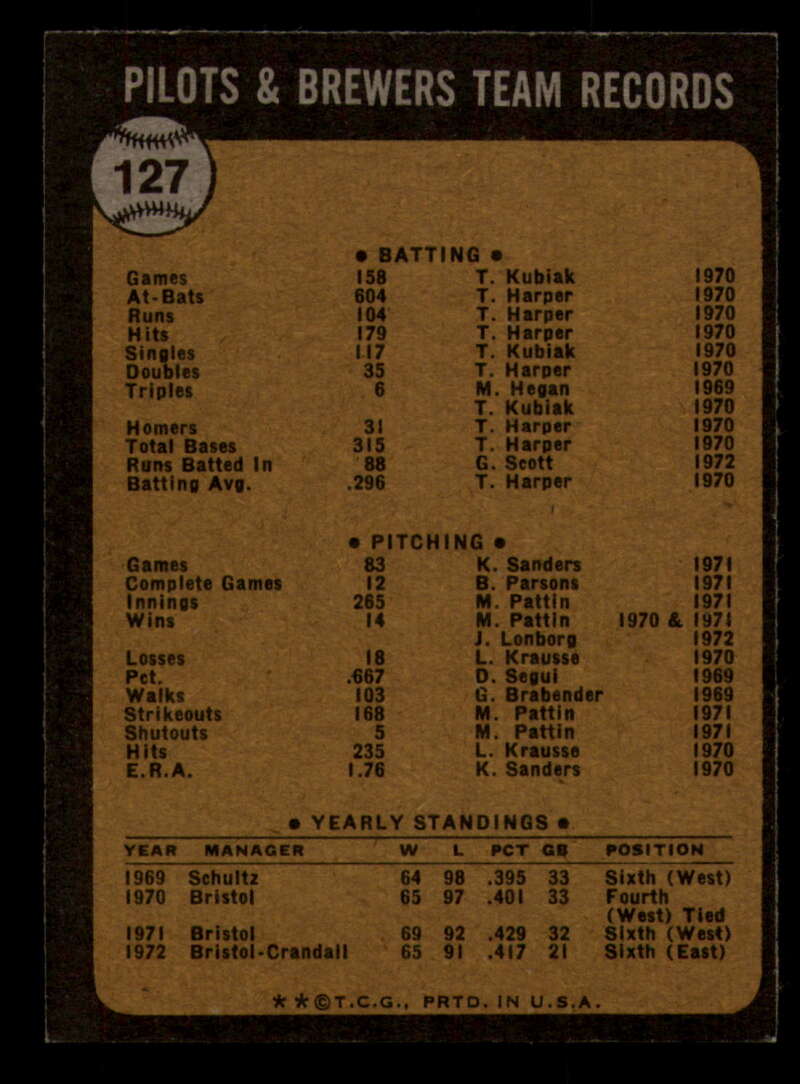 PILOTS & BREWERS TEAM RECORDS
127
• BATTING •
Games 158 T. Kubiak 1970
At-Bats 604 T. Harper 1970
Runs 104 T. Harper 1970
Hits 179 T. Harper 1970
Singles 117 T. Kubiak 1970
Doubles 35 T. Harper 1970
Triples 6 M. Hegan 1969
T. Kubiak 1970
Homers 31 T. Harper 1970
Total Bases 315 T. Harper 1970
Runs Batted In 88 G. Scott 1972
Batting Avg. .296 T. Harper 1970
• PITCHING •
Games 83 K. Sanders 1971
Complete Games 12 B. Parsons 1971
Innings 265 M. Pattin 1971
Wins 14 M. Pattin 1970 & 1971
J. Lonborg 1972
Losses 18 L. Krausse 1970
Pct. .667 D. Segui 1969
Walks 103 G. Brabender 1969
Strikeouts 168 M. Pattin 1971
Shutouts 5 M. Pattin 1971
Hits 235 L. Krausse 1970
E.R.A. 1.76 K. Sanders 1970
• YEARLY STANDINGS •
YEAR MANAGER W L PCT GB POSITION
1969 Schultz 64 98 .395 33 Sixth (West)
1970 Bristol 65 97 .401 33 Fourth
(West) Tied
1971 Bristol 69 92 .429 32 Sixth (West)
1972 Bristol-Crandall 65 91 .417 21 Sixth (East)
★★©T.C.G., PRTD. IN U.S.A.